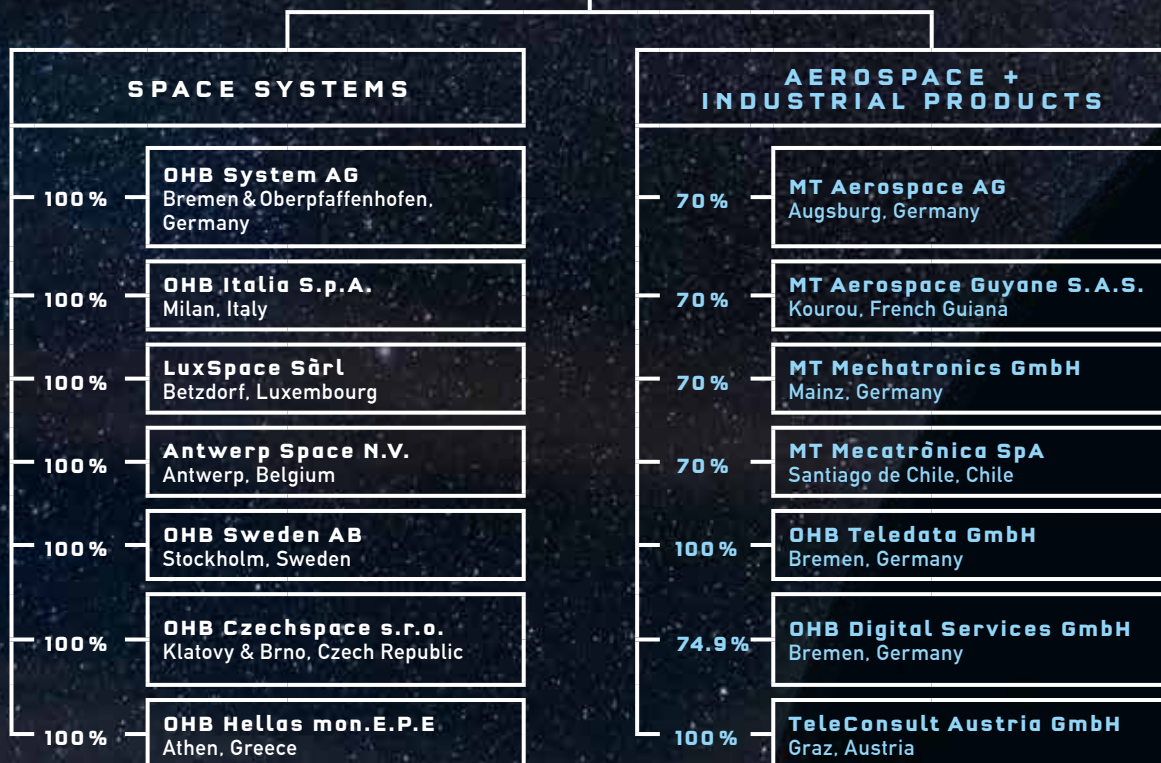 SPACE SYSTEMS
100%
OHB System AG
Bremen & Oberpfaffenhofen,
Germany
100%
OHB Italia S.p.A.
Milan, Italy
100%
LuxSpace Sàrl
Betzdorf, Luxembourg
100%
Antwerp Space N.V.
Antwerp, Belgium
100%
OHB Sweden AB
Stockholm, Sweden
100%
OHB Czechspace s.r.o.
Klatovy & Brno, Czech Republic
100%
OHB Hellas mon.E.P.E
Athen, Greece
AEROSPACE +
INDUSTRIAL PRODUCTS
70%
MT Aerospace AG
Augsburg, Germany
70%
MT Aerospace Guyane S.A.S.
Kourou, French Guiana
70%
MT Mechatronics GmbH
Mainz, Germany
70%
MT Mecatrònica SpA
Santiago de Chile, Chile
100%
OHB Teledata GmbH
Bremen, Germany
74.9%
OHB Digital Services GmbH
Bremen, Germany
100%
TeleConsult Austria GmbH
Graz, Austria